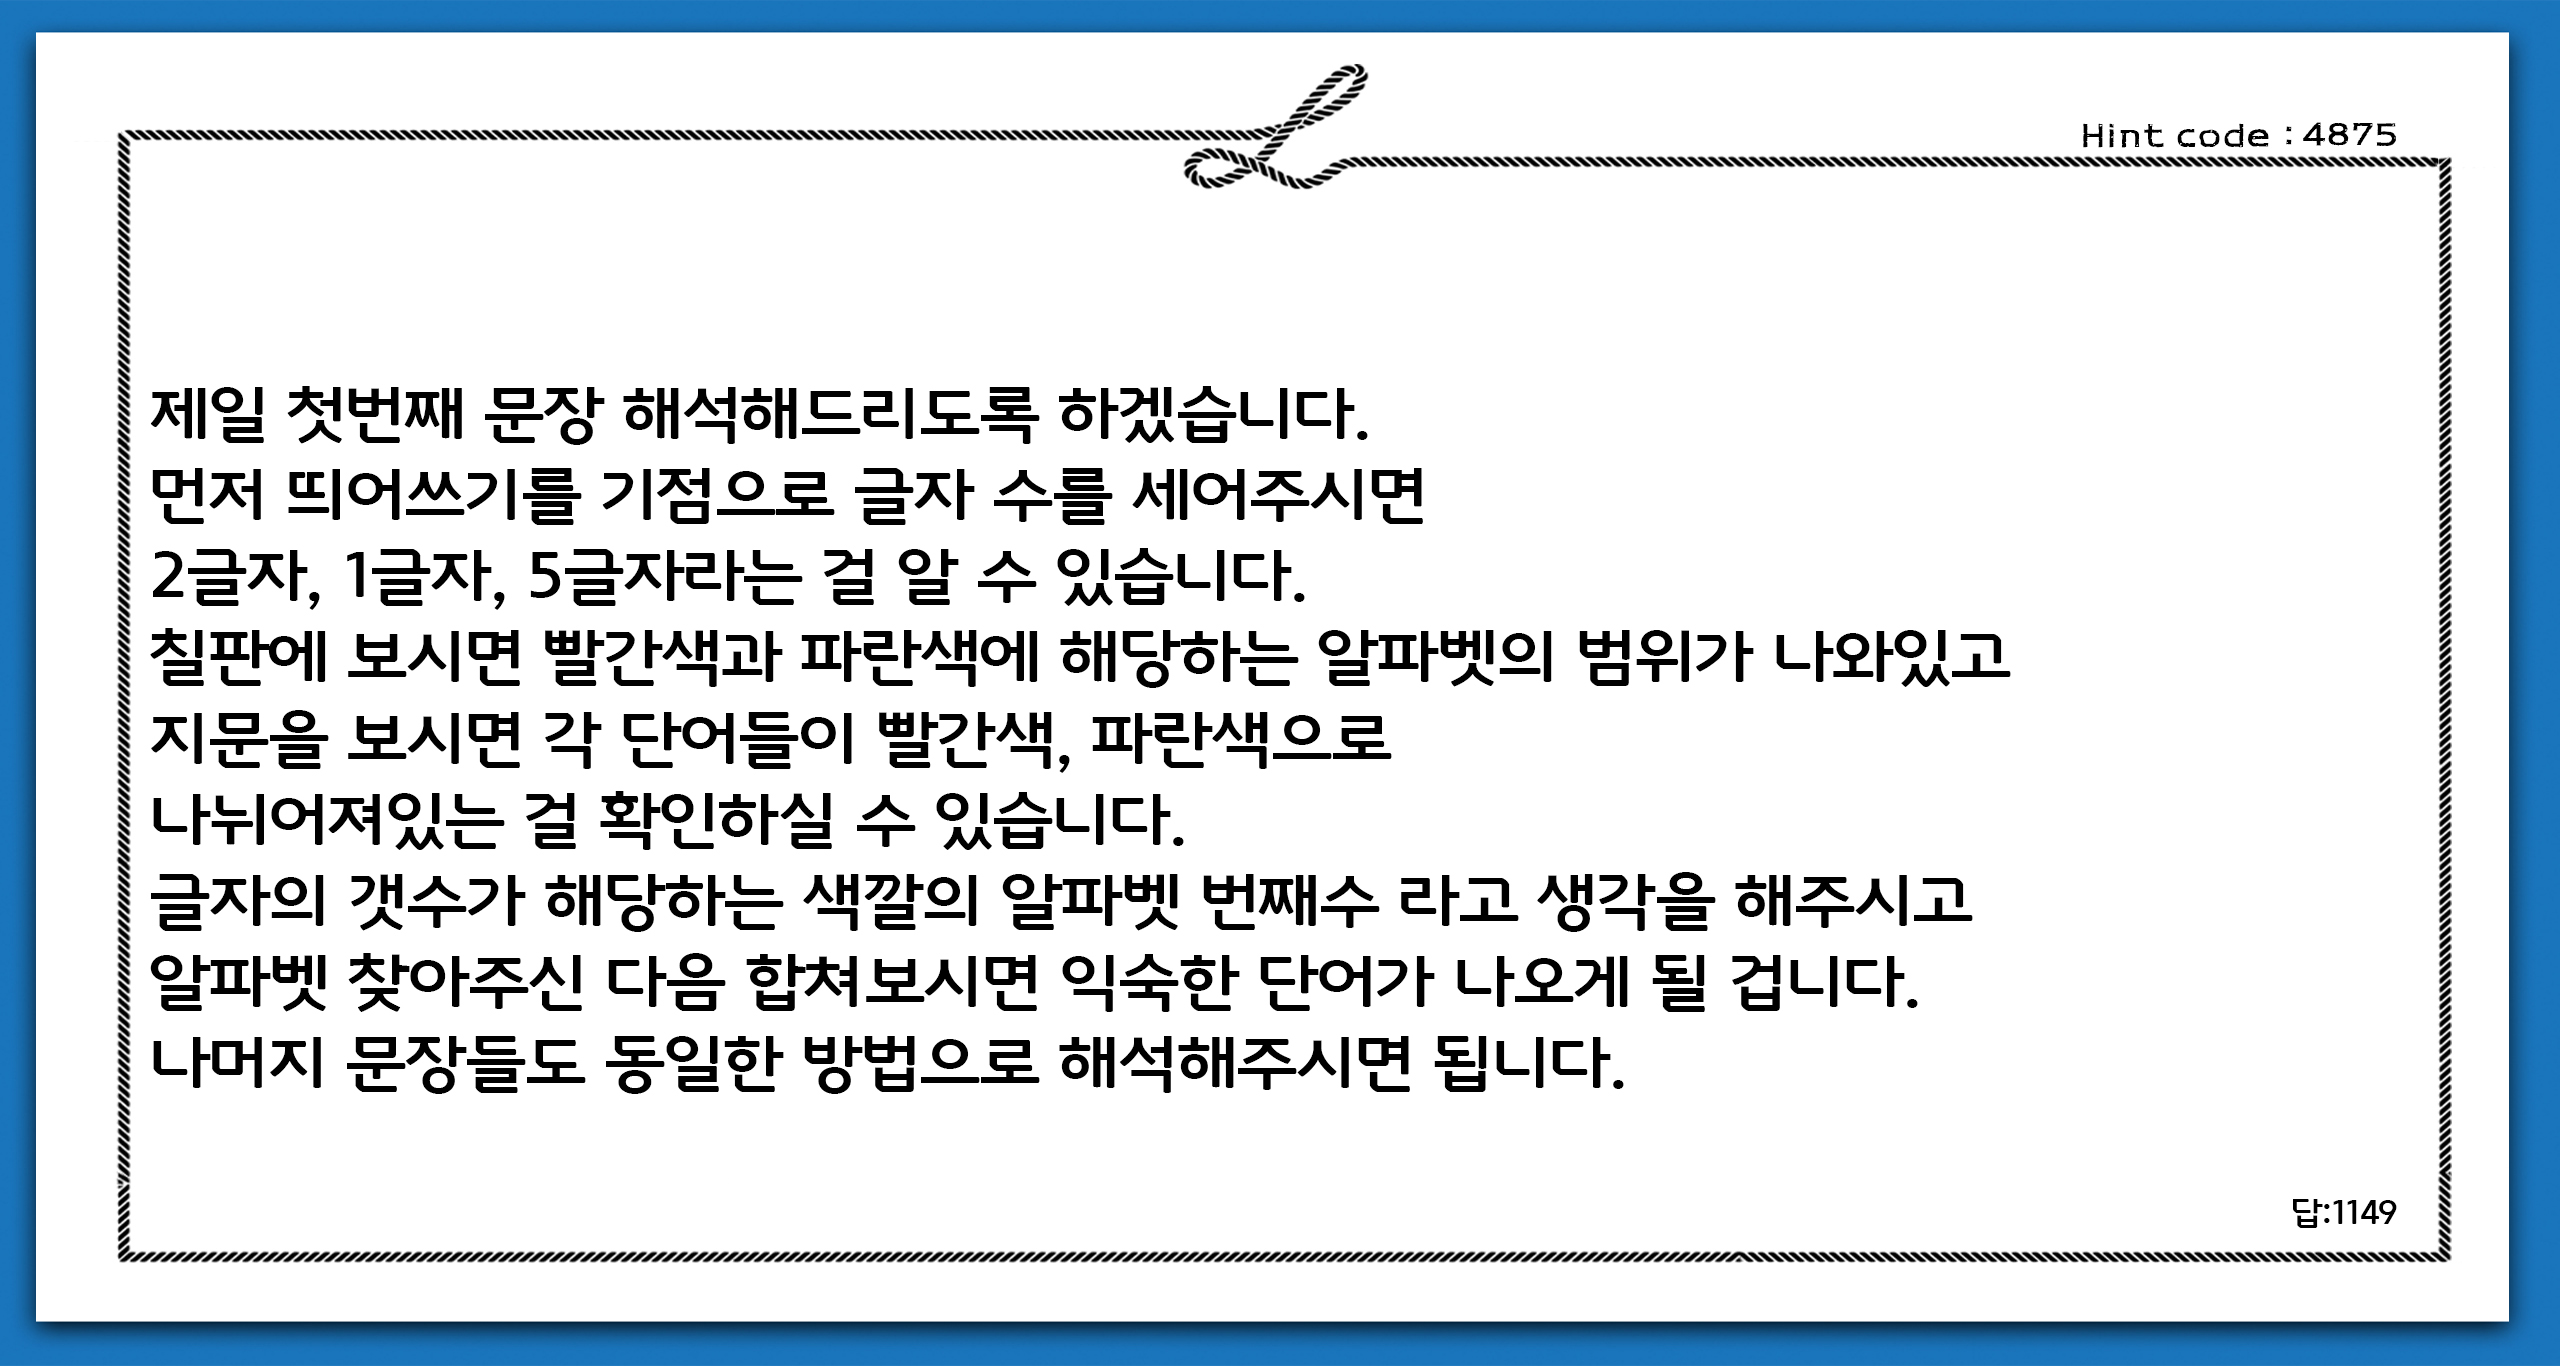 Hint code : 4875
제일 첫번째 문장 해석해드리도록 하겠습니다.
먼저 띄어쓰기를 기점으로 글자 수를 세어주시면
2글자, 1글자, 5글자라는 걸 알 수 있습니다.
칠판에 보시면 빨간색과 파란색에 해당하는 알파벳의 범위가 나와있고
지문을 보시면 각 단어들이 빨간색, 파란색으로
나뉘어져있는 걸 확인하실 수 있습니다.
글자의 갯수가 해당하는 색깔의 알파벳 번째수 라고 생각을 해주시고
알파벳 찾아주신 다음 합쳐보시면 익숙한 단어가 나오게 될 겁니다.
나머지 문장들도 동일한 방법으로 해석해주시면 됩니다.
답:1149